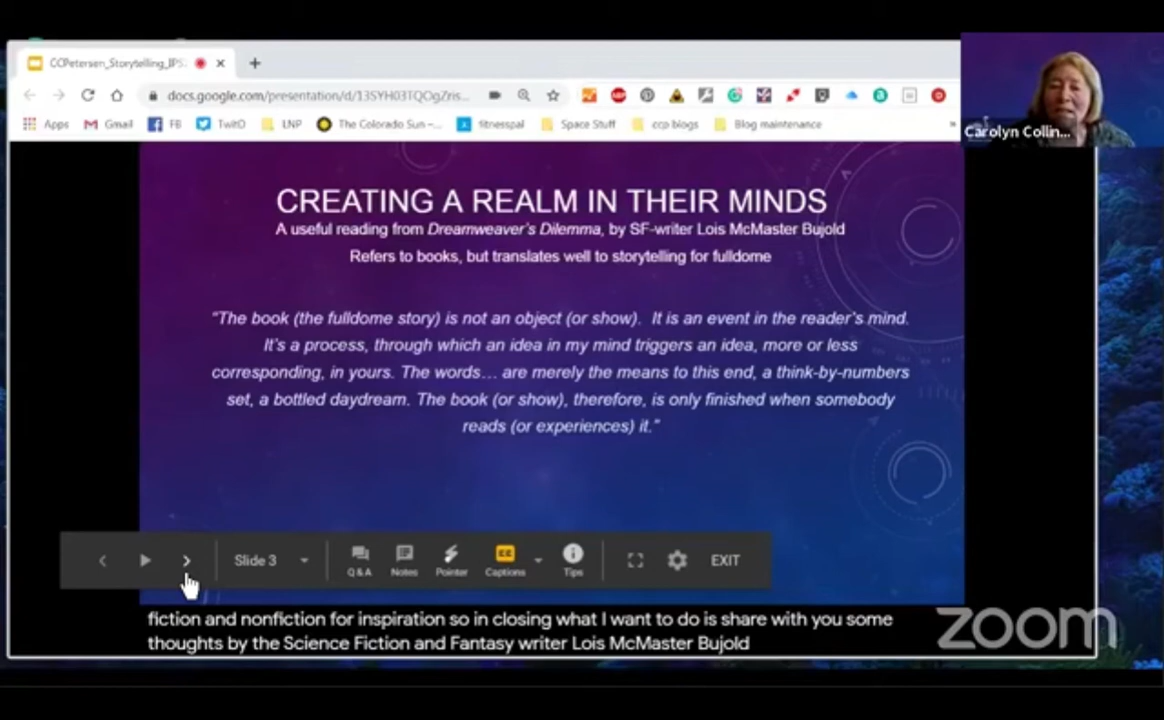 CCPetersen_Storytelling_IPS
docs.google.com/presentation/d/13SYH03TQOgZris...
Apps Gmail FB TwitD LNP The Colorado Sun –... fitnesspal Space Stuff ccp blogs Blog maintenance »
Carolyn Collin...
CREATING A REALM IN THEIR MINDS
A useful reading from Dreamweaver's Dilemma, by SF-writer Lois McMaster Bujold
Refers to books, but translates well to storytelling for fulldome
"The book (the fulldome story) is not an object (or show). It is an event in the reader's mind.
It's a process, through which an idea in my mind triggers an idea, more or less
corresponding, in yours. The words… are merely the means to this end, a think-by-numbers
set, a bottled daydream. The book (or show), therefore, is only finished when somebody
reads (or experiences) it."
Slide 3 Q&A Notes Pointer Captions Tips EXIT
fiction and nonfiction for inspiration so in closing what I want to do is share with you some
thoughts by the Science Fiction and Fantasy writer Lois McMaster Bujold
zoom